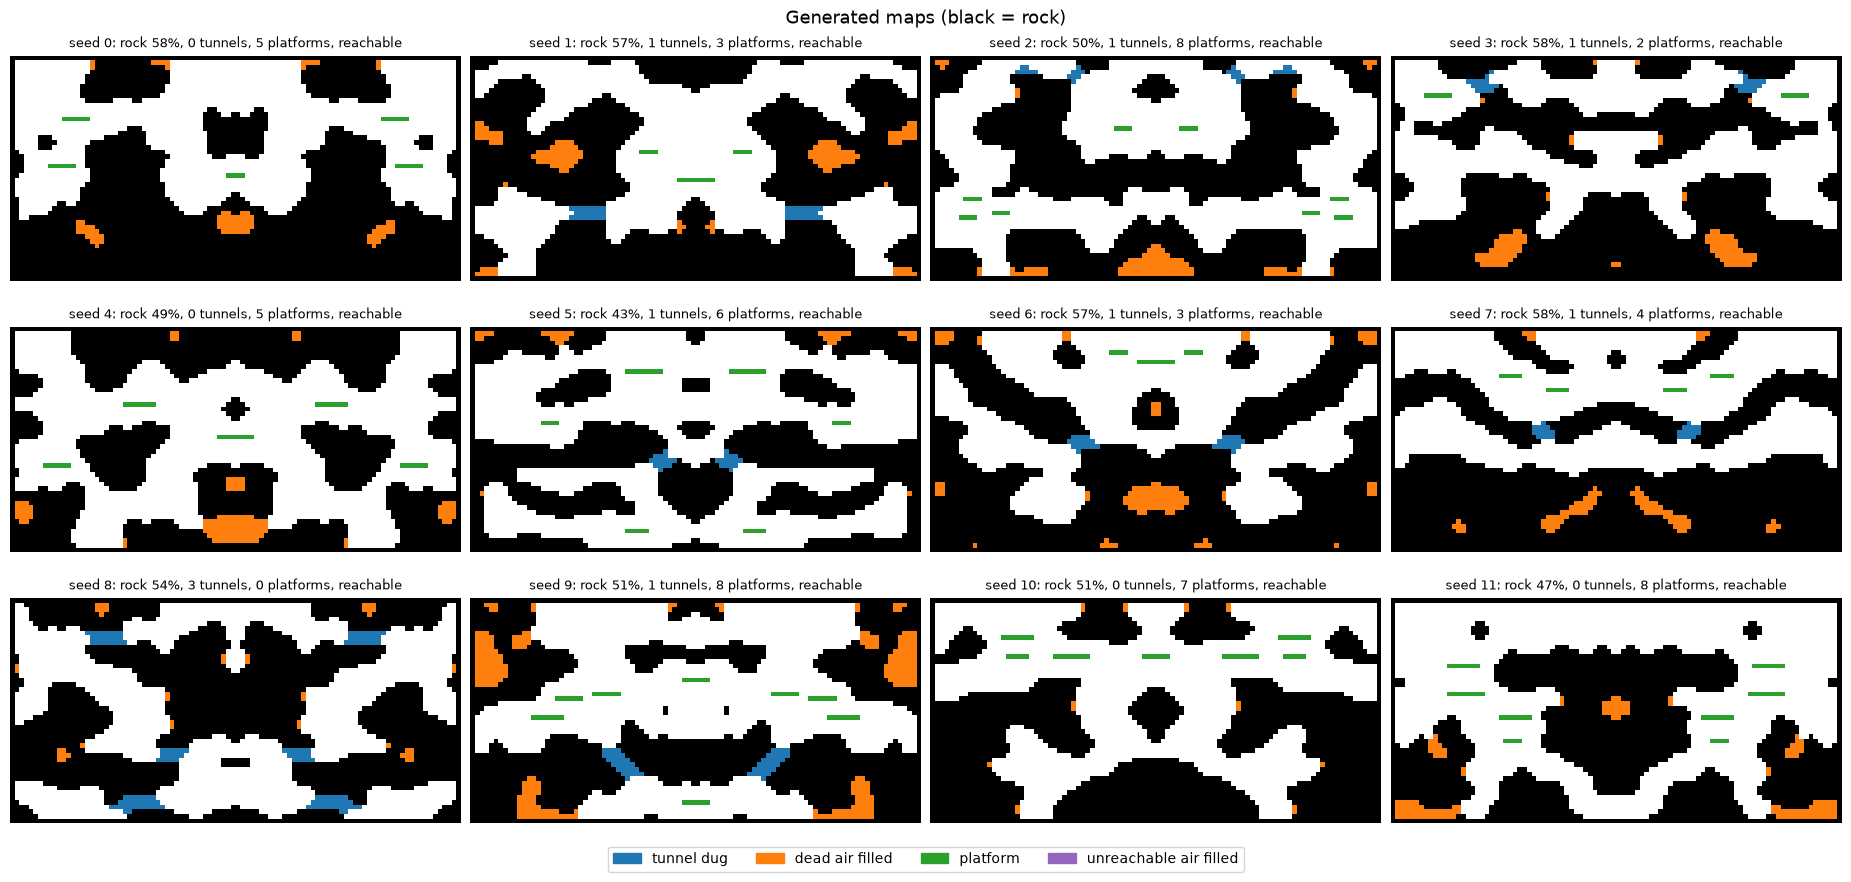 Generated maps (black = rock)
seed 0: rock 58%, 0 tunnels, 5 platforms, reachable
seed 1: rock 57%, 1 tunnels, 3 platforms, reachable
seed 2: rock 50%, 1 tunnels, 8 platforms, reachable
seed 3: rock 58%, 1 tunnels, 2 platforms, reachable
seed 4: rock 49%, 0 tunnels, 5 platforms, reachable
seed 5: rock 43%, 1 tunnels, 6 platforms, reachable
seed 6: rock 57%, 1 tunnels, 3 platforms, reachable
seed 7: rock 58%, 1 tunnels, 4 platforms, reachable
seed 8: rock 54%, 3 tunnels, 0 platforms, reachable
seed 9: rock 51%, 1 tunnels, 8 platforms, reachable
seed 10: rock 51%, 0 tunnels, 7 platforms, reachable
seed 11: rock 47%, 0 tunnels, 8 platforms, reachable
tunnel dug
dead air filled
platform
unreachable air filled